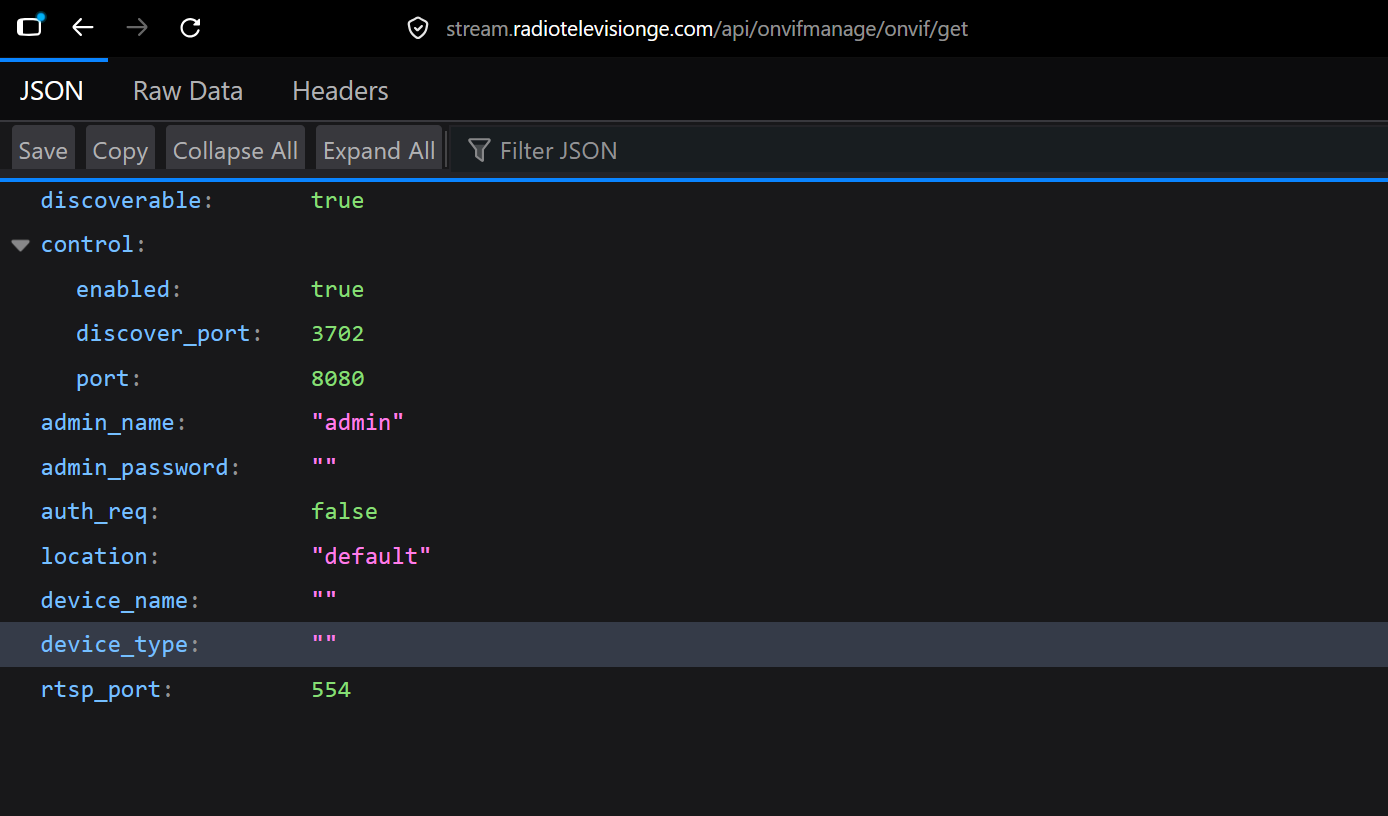 stream.radiotelevisionge.com/api/onvifmanage/onvif/get
JSON Raw Data Headers
Save Copy Collapse All Expand All Filter JSON
discoverable: true
control:
enabled: true
discover_port: 3702
port: 8080
admin_name: "admin"
admin_password: ""
auth_req: false
location: "default"
device_name: ""
device_type: ""
rtsp_port: 554